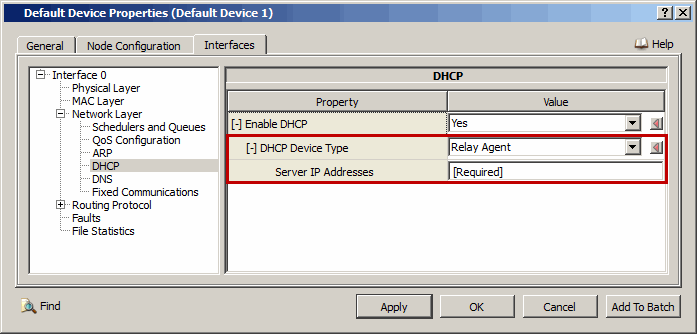 Default Device Properties (Default Device 1)
? X
General Node Configuration Interfaces
Help
Interface 0
Physical Layer
MAC Layer
Network Layer
Schedulers and Queues
QoS Configuration
ARP
DHCP
DNS
Fixed Communications
Routing Protocol
Faults
File Statistics
DHCP
Property Value
[-] Enable DHCP Yes
[-] DHCP Device Type Relay Agent
Server IP Addresses [Required]
Find
Apply OK Cancel Add To Batch